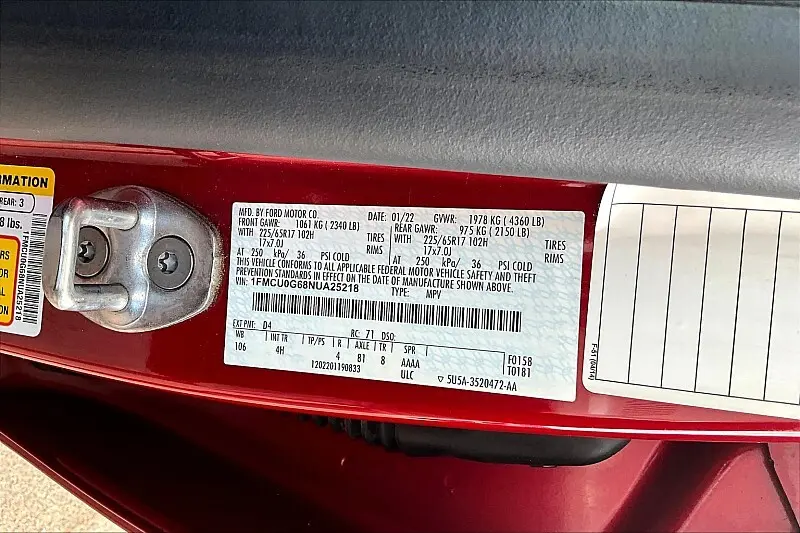 RMATION
REAR: 3
8 lbs.
1FMCU0G68NUA25218
MFD. BY FORD MOTOR CO. DATE: 01/22 GVWR: 1978 KG ( 4360 LB)
FRONT GAWR: 1061 KG ( 2340 LB) REAR GAWR: 975 KG ( 2150 LB)
WITH 225/65R17 102H TIRES WITH 225/65R17 102H TIRES
17x7.0J RIMS 17x7.0J RIMS
AT 250 kPa/ 36 PSI COLD AT 250 kPa/ 36 PSI COLD
THIS VEHICLE CONFORMS TO ALL APPLICABLE FEDERAL MOTOR VEHICLE SAFETY AND THEFT
PREVENTION STANDARDS IN EFFECT ON THE DATE OF MANUFACTURE SHOWN ABOVE.
VIN: 1FMCU0G68NUA25218 TYPE: MPV
EXT PNT: D4 RC: 71 DSO:
WB INT TR TP/PS R AXLE TR SPR
106 4H 4 81 8 AAAA
F0158
T0181
1202201190833 ULC 5U5A-3520472-AA